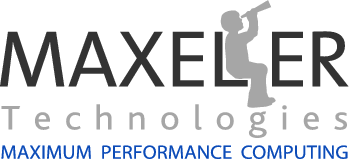 MAXELER
Technologies
MAXIMUM PERFORMANCE COMPUTING